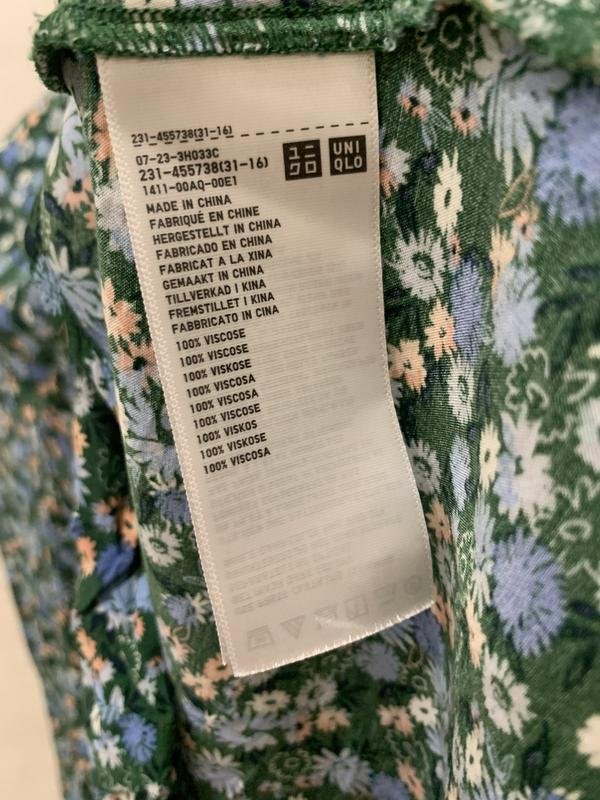 231-455738(31-16)
07-23-3H033C
231-455738(31-16)
1411-00AQ-00E1
ユニ
クロ
UNI
QLO
MADE IN CHINA
FABRIQUÉ EN CHINE
HERGESTELLT IN CHINA
FABRICADO EN CHINA
FABRICAT A LA XINA
GEMAAKT IN CHINA
TILLVERKAD I KINA
FREMSTILLET I KINA
FABBRICATO IN CINA
100% VISCOSE
100% VISCOSE
100% VISKOSE
100% VISCOSA
100% VISCOSA
100% VISCOSE
100% VISKOS
100% VISKOSE
100% VISCOSA